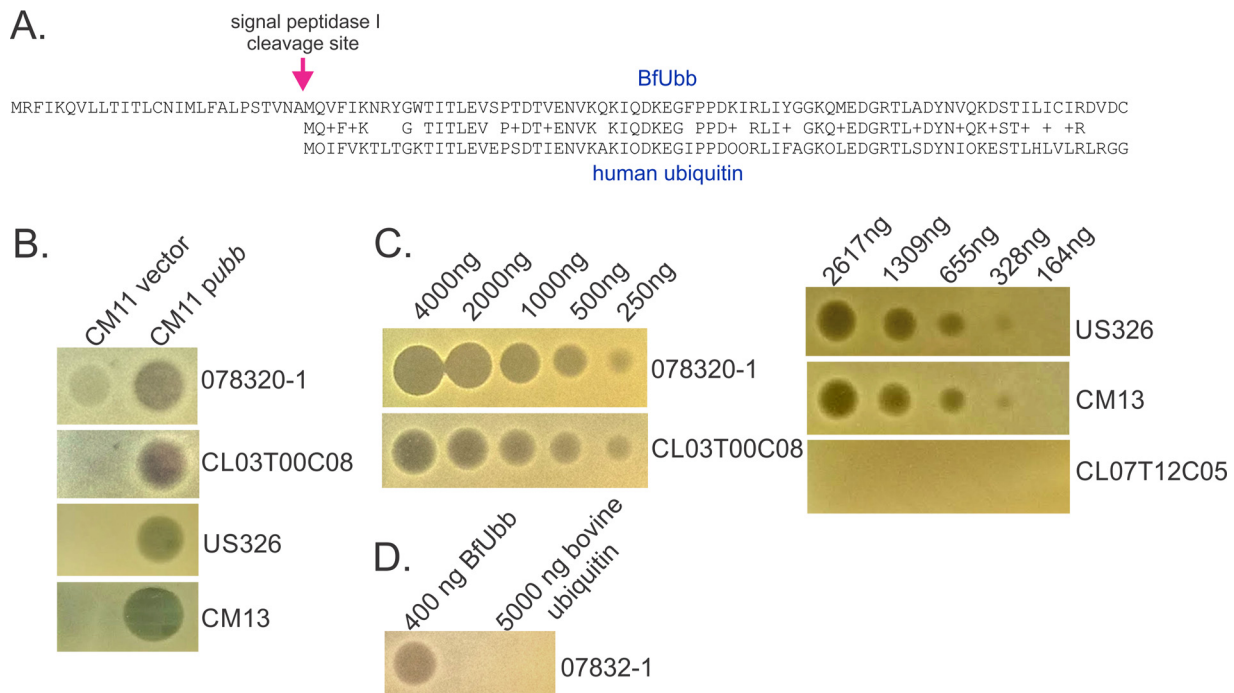 A.
signal peptidase I
cleavage site
BfUbb
MRFIKQVLLTITLCNIMLFALPSTVNAMQVFIKNRYGWTITLEVSPTDTVENVKQKIQDKEGFPPDKIRLIYGGKQMEDGRTLADYNVQKDSTILICIRDVDC
MQ+F+K G TITLEV P+DT+ENVK KIQDKEG PPD+ RLI+ GKQ+EDGRTL+DYN+QK+ST+ + +R
MOIFVKTLTGKTITLEVEPSDTIENVKAKIODKEGIPPDOORLIFAGKOLEDGRTLSDYNIOKESTLHLVLRLRGG
human ubiquitin
B.
CM11 vector
CM11 pubb
078320-1
CL03T00C08
US326
CM13
C.
4000ng
2000ng
1000ng
500ng
250ng
078320-1
CL03T00C08
2617ng
1309ng
655ng
328ng
164ng
US326
CM13
CL07T12C05
D.
400 ng BfUbb
5000 ng bovine
ubiquitin
07832-1